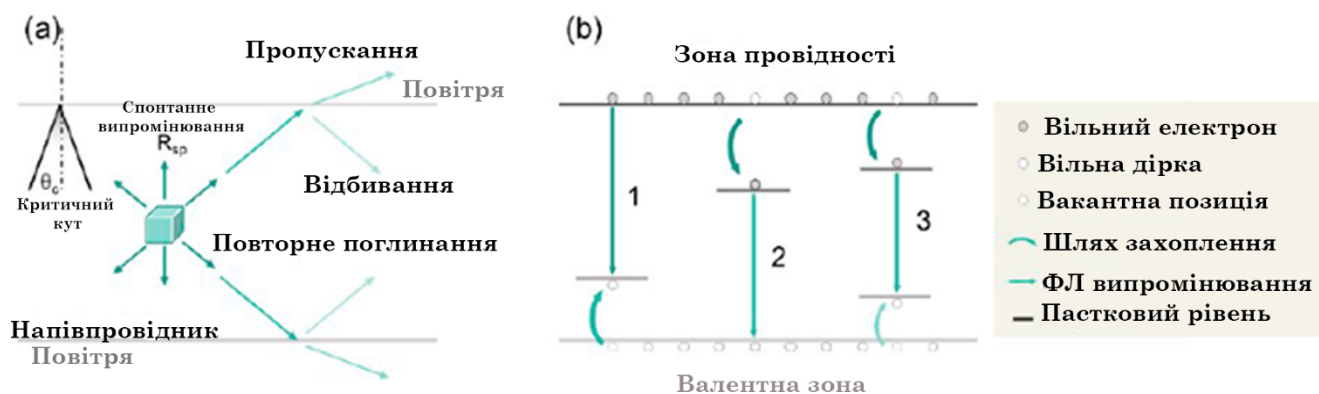 (a)
Пропускання
Повітря
Спонтанне
випромінювання
Rsp
θc
Критичний
кут
Відбивання
Повторне поглинання
Напівпровідник
Повітря
(b)
Зона провідності
1
2
3
Валентна зона
Вільний електрон
Вільна дірка
Вакантна позиція
Шлях захоплення
ФЛ випромінювання
Пастковий рівень